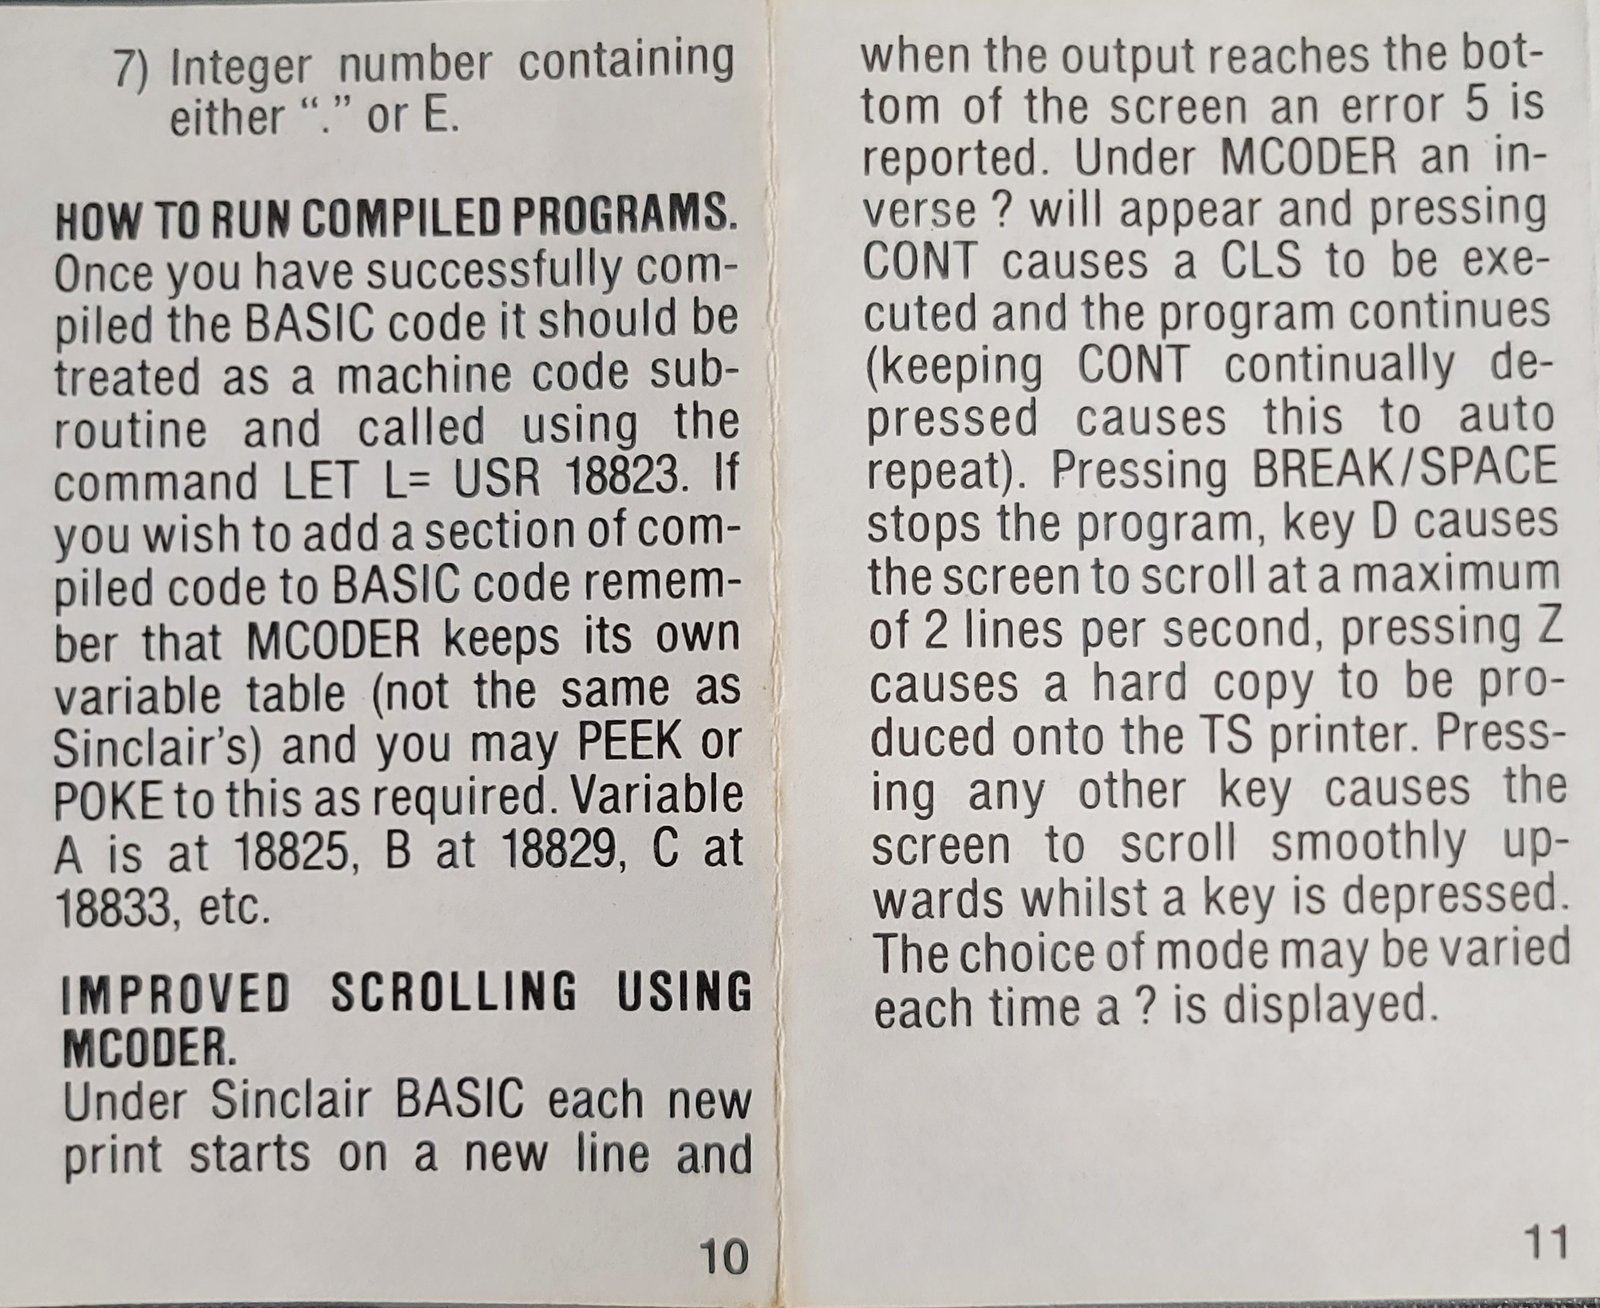 7) Integer number containing
either “.” or E.
HOW TO RUN COMPILED PROGRAMS.
Once you have successfully com-
piled the BASIC code it should be
treated as a machine code sub-
routine and called using the
command LET L= USR 18823. If
you wish to add a section of com-
piled code to BASIC code remem-
ber that MCODER keeps its own
variable table (not the same as
Sinclair's) and you may PEEK or
POKE to this as required. Variable
A is at 18825, B at 18829, C at
18833, etc.
IMPROVED SCROLLING USING
MCODER.
Under Sinclair BASIC each new
print starts on a new line and
10
when the output reaches the bot-
tom of the screen an error 5 is
reported. Under MCODER an in-
verse ? will appear and pressing
CONT causes a CLS to be exe-
cuted and the program continues
(keeping CONT continually de-
pressed causes this to auto
repeat). Pressing BREAK/SPACE
stops the program, key D causes
the screen to scroll at a maximum
of 2 lines per second, pressing Z
causes a hard copy to be pro-
duced onto the TS printer. Press-
ing any other key causes the
screen to scroll smoothly up-
wards whilst a key is depressed.
The choice of mode may be varied
each time a ? is displayed.
11